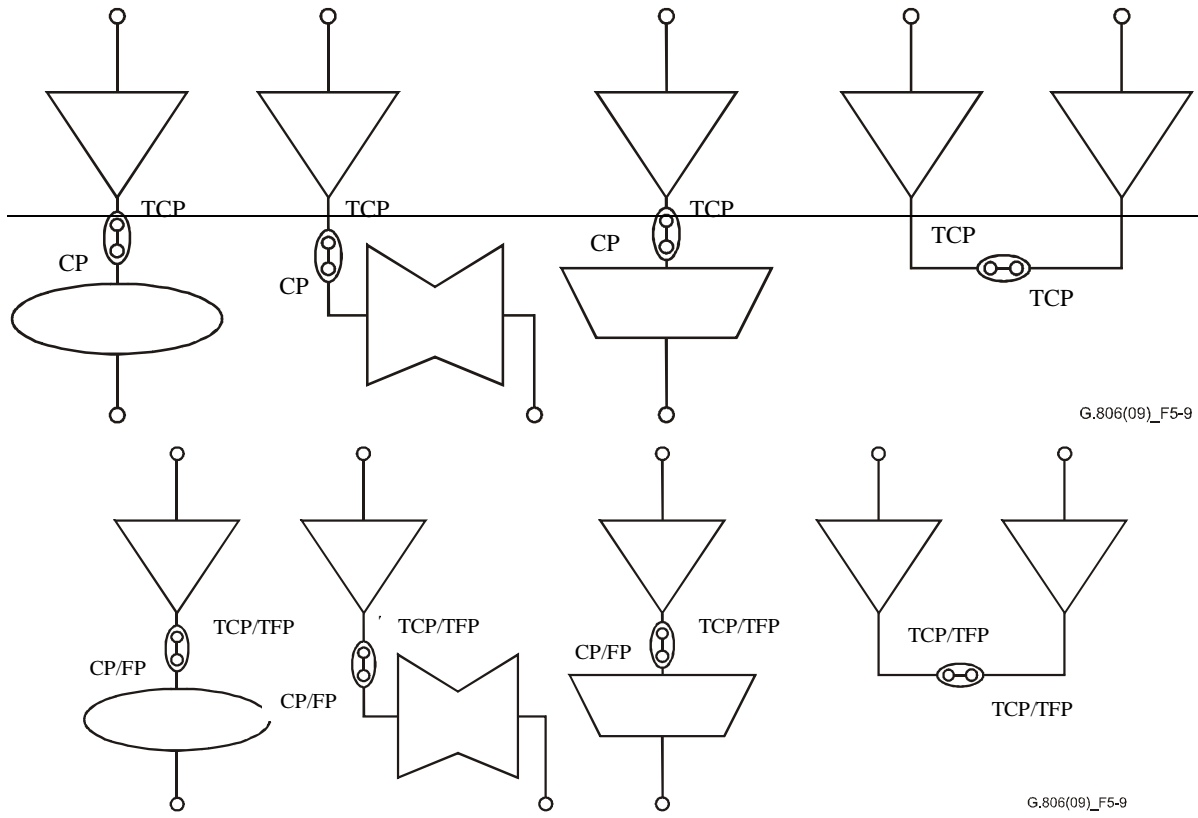 TCP TCP TCP
CP CP CP TCP
TCP
G.806(09)_F5-9
TCP/TFP TCP/TFP TCP/TFP TCP/TFP
CP/FP CP/FP CP/FP TCP/TFP
G.806(09)_F5-9